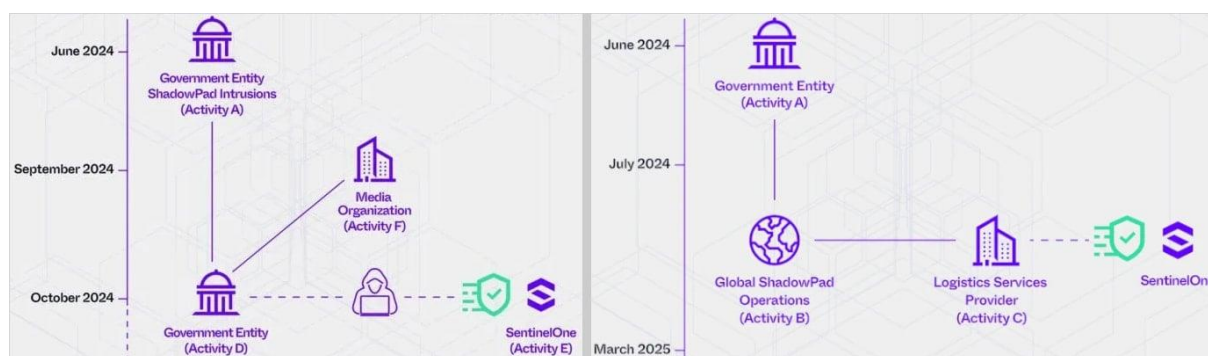 June 2024
Government Entity
ShadowPad Intrusions
(Activity A)
September 2024
Media
Organization
(Activity F)
October 2024
Government Entity
(Activity D)
SentinelOne
(Activity E)
June 2024
Government Entity
(Activity A)
July 2024
Global ShadowPad
Operations
(Activity B)
Logistics Services
Provider
(Activity C)
SentinelOn
March 2025